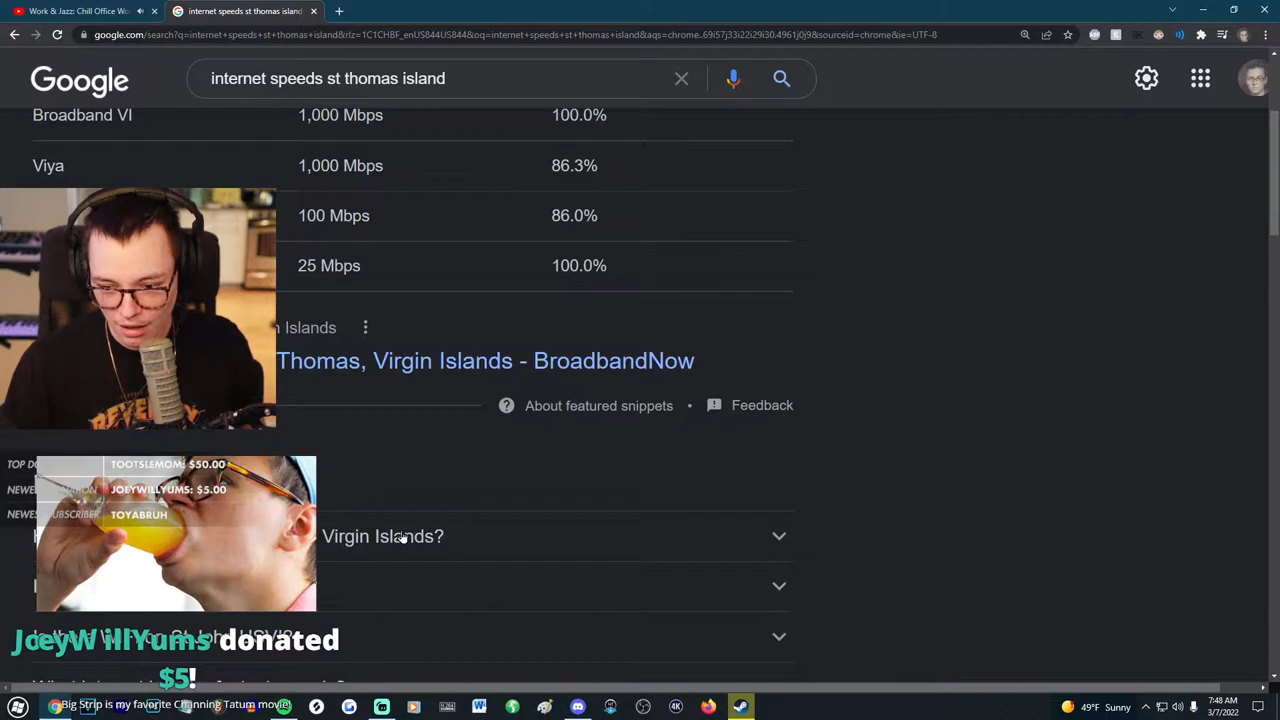 Work & Jazz: Chill Office Wo
internet speeds st thomas island
google.com/search?q=internet+speeds+st+thomas+island&rlz=1C1CHBF_enUS844US844&oq=internet+speeds+st+thomas+island&aqs=chrome..69i57j33i22i29i30.4961j0j9&sourceid=chrome&ie=UTF-8
Google
internet speeds st thomas island
Broadband VI 1,000 Mbps 100.0%
Viya 1,000 Mbps 86.3%
100 Mbps 86.0%
25 Mbps 100.0%
Islands
Thomas, Virgin Islands - BroadbandNow
About featured snippets • Feedback
TOP DO TOOTSLEMOM: $50.00
JOEYWILLYUMS: $5.00
SUBSCRIBER TOYABRUH
Virgin Islands?
JoeyWillYums donated
$5!
Big Strip is my favorite Channing Tatum movie
49°F Sunny
7:48 AM
3/7/2022